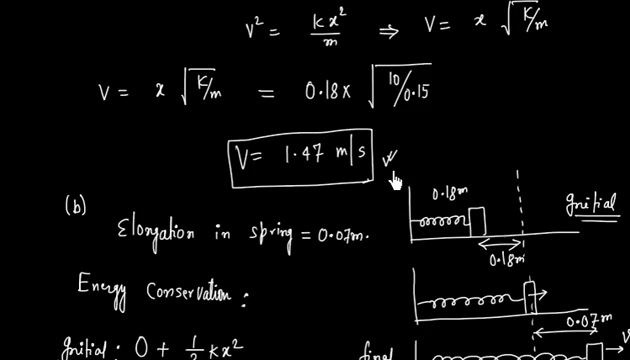 V² = kx²/m ⇒ V = x √k/m
V = x √k/m = 0.18 x √10/0.15
V = 1.47 m/s
(b)
Elongation in spring = 0.07m.
0.18m
Initial
0.18m
Energy Conservation :
0.07m
Initial : 0 + ½ kx²
final
V